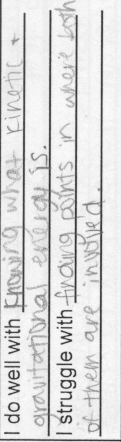 I do well with knowing what kinetic +
gravitational energy is.
I struggle with finding points in where both
of them are involed.